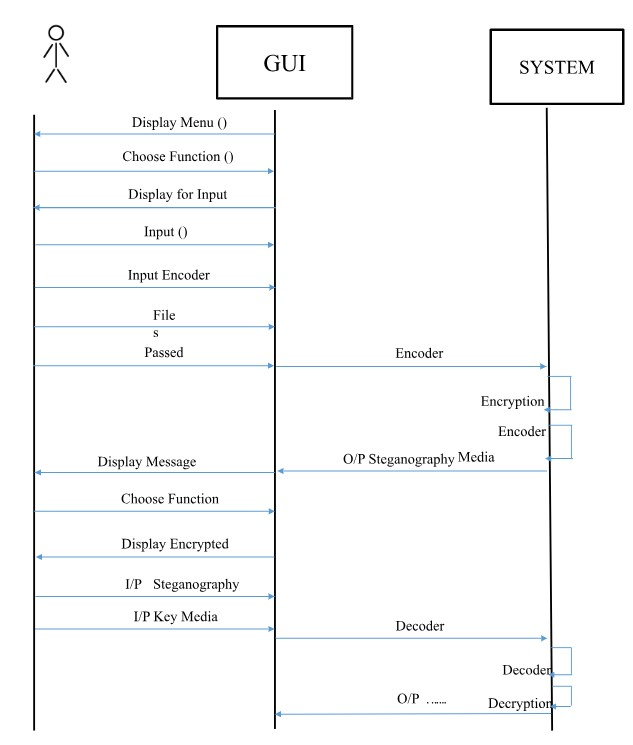 GUI
SYSTEM
Display Menu ()
Choose Function ()
Display for Input
Input ()
Input Encoder
File
s
Passed
Encoder
Encryption
Encoder
O/P Steganography Media
Display Message
Choose Function
Display Encrypted
I/P Steganography
I/P Key Media
Decoder
Decoder
O/P ......
Decryption